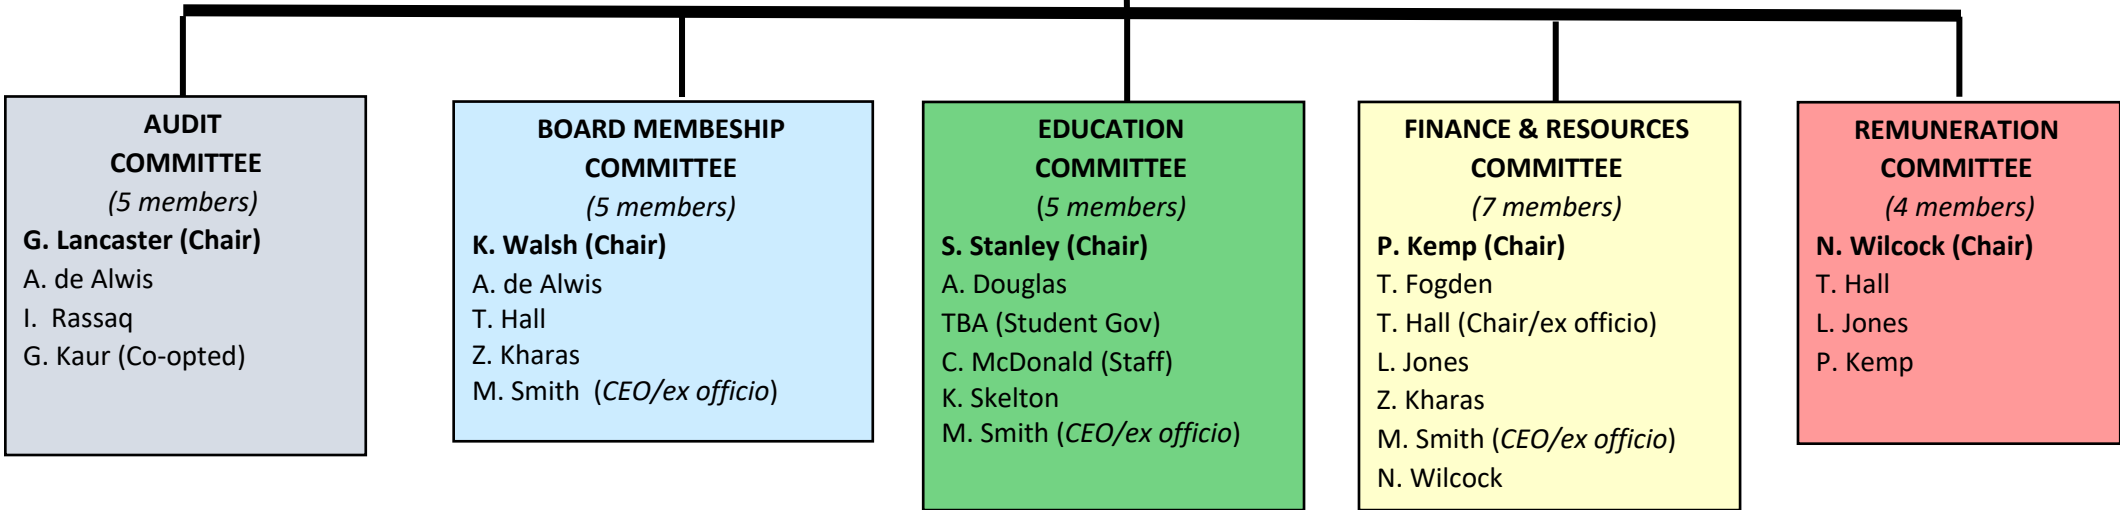 AUDIT
COMMITTEE
(5 members)
G. Lancaster (Chair)
A. de Alwis
I. Rassaq
G. Kaur (Co-opted)
BOARD MEMBESHIP
COMMITTEE
(5 members)
K. Walsh (Chair)
A. de Alwis
T. Hall
Z. Kharas
M. Smith (CEO/ex officio)
EDUCATION
COMMITTEE
(5 members)
S. Stanley (Chair)
A. Douglas
TBA (Student Gov)
C. McDonald (Staff)
K. Skelton
M. Smith (CEO/ex officio)
FINANCE & RESOURCES
COMMITTEE
(7 members)
P. Kemp (Chair)
T. Fogden
T. Hall (Chair/ex officio)
L. Jones
Z. Kharas
M. Smith (CEO/ex officio)
N. Wilcock
REMUNERATION
COMMITTEE
(4 members)
N. Wilcock (Chair)
T. Hall
L. Jones
P. Kemp